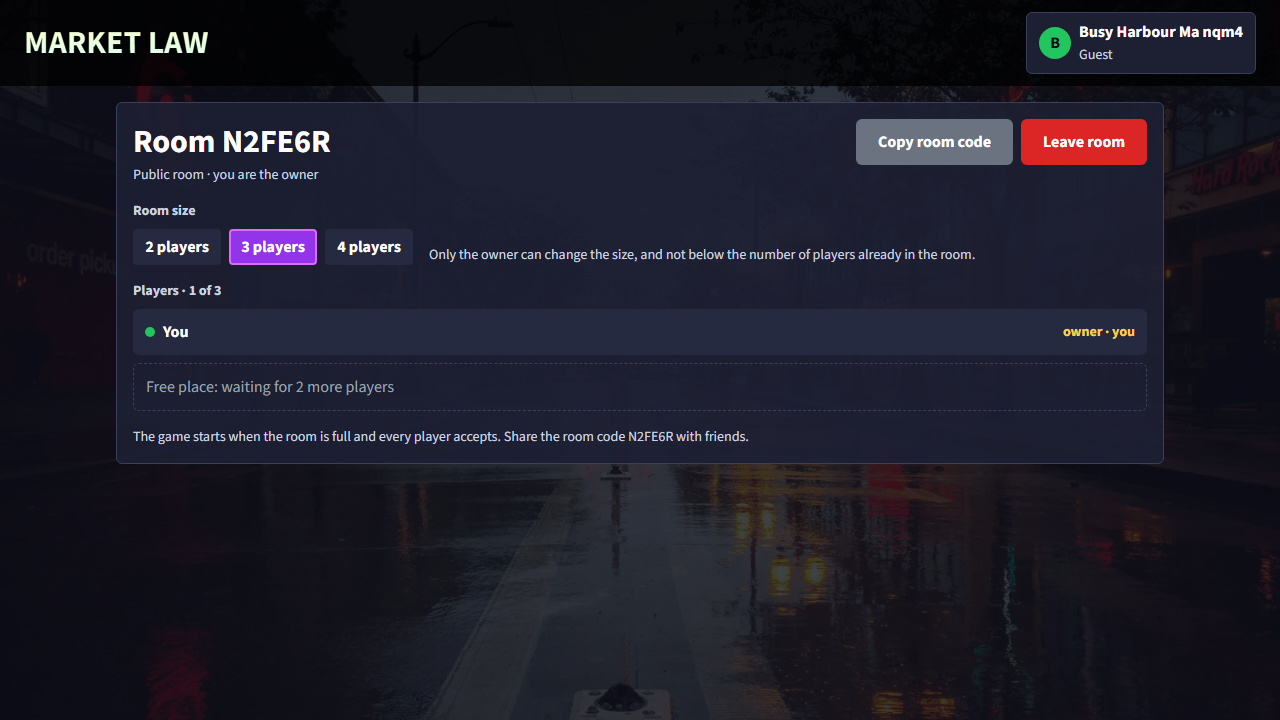 MARKET LAW
B
Busy Harbour Ma nqm4
Guest
Room N2FE6R
Copy room code
Leave room
Public room · you are the owner
Room size
2 players
3 players
4 players
Only the owner can change the size, and not below the number of players already in the room.
Players · 1 of 3
You
owner · you
Free place: waiting for 2 more players
The game starts when the room is full and every player accepts. Share the room code N2FE6R with friends.
order picku
Hard Rock